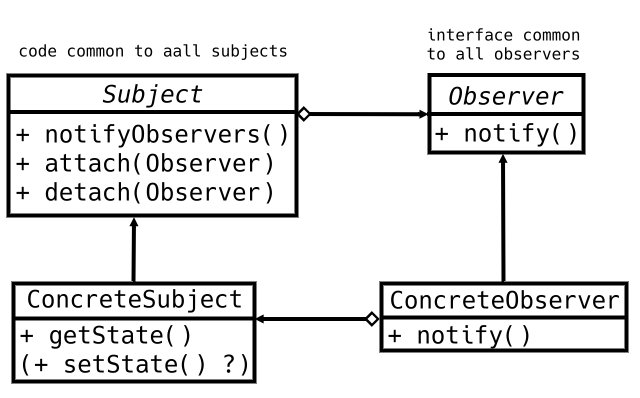 code common to aall subjects
interface common
to all observers
Subject
+ notifyObservers()
+ attach(Observer)
+ detach(Observer)
Observer
+ notify()
ConcreteSubject
+ getState()
(+ setState() ?)
ConcreteObserver
+ notify()